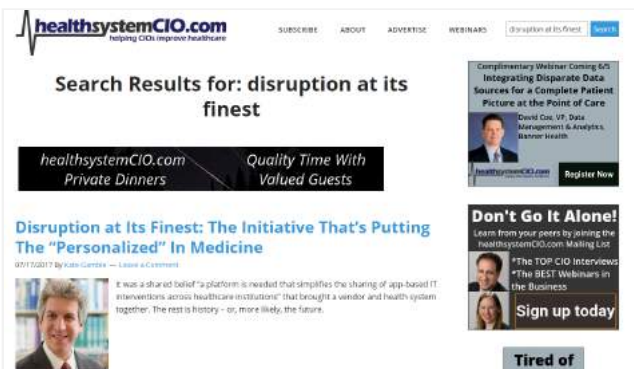 healthsystemCIO.com
helping CIOs improve healthcare
SUBSCRIBE ABOUT ADVERTISE WEBINARS
disruption at its finest Search
Search Results for: disruption at its
finest
healthsystemCIO.com
Private Dinners
Quality Time With
Valued Guests
Disruption at Its Finest: The Initiative That's Putting
The “Personalized” In Medicine
07/17/2017 By Kate Gamble — Leave a Comment
It was a shared belief “a platform is needed that simplifies the sharing of app-based IT
interventions across healthcare institutions” that brought a vendor and health system
together. The rest is history – or, more likely, the future.
Complimentary Webinar Coming 6/5
Integrating Disparate Data
Sources for a Complete Patient
Picture at the Point of Care
David Cox, VP, Data
Management & Analytics,
Banner Health
healthsystemCIO.com
Register Now
Don't Go It Alone!
Learn from your peers by joining the
healthsystemCIO.com Mailing List
*The TOP CIO Interviews
*The BEST Webinars in
the Business
Sign up today
Tired of